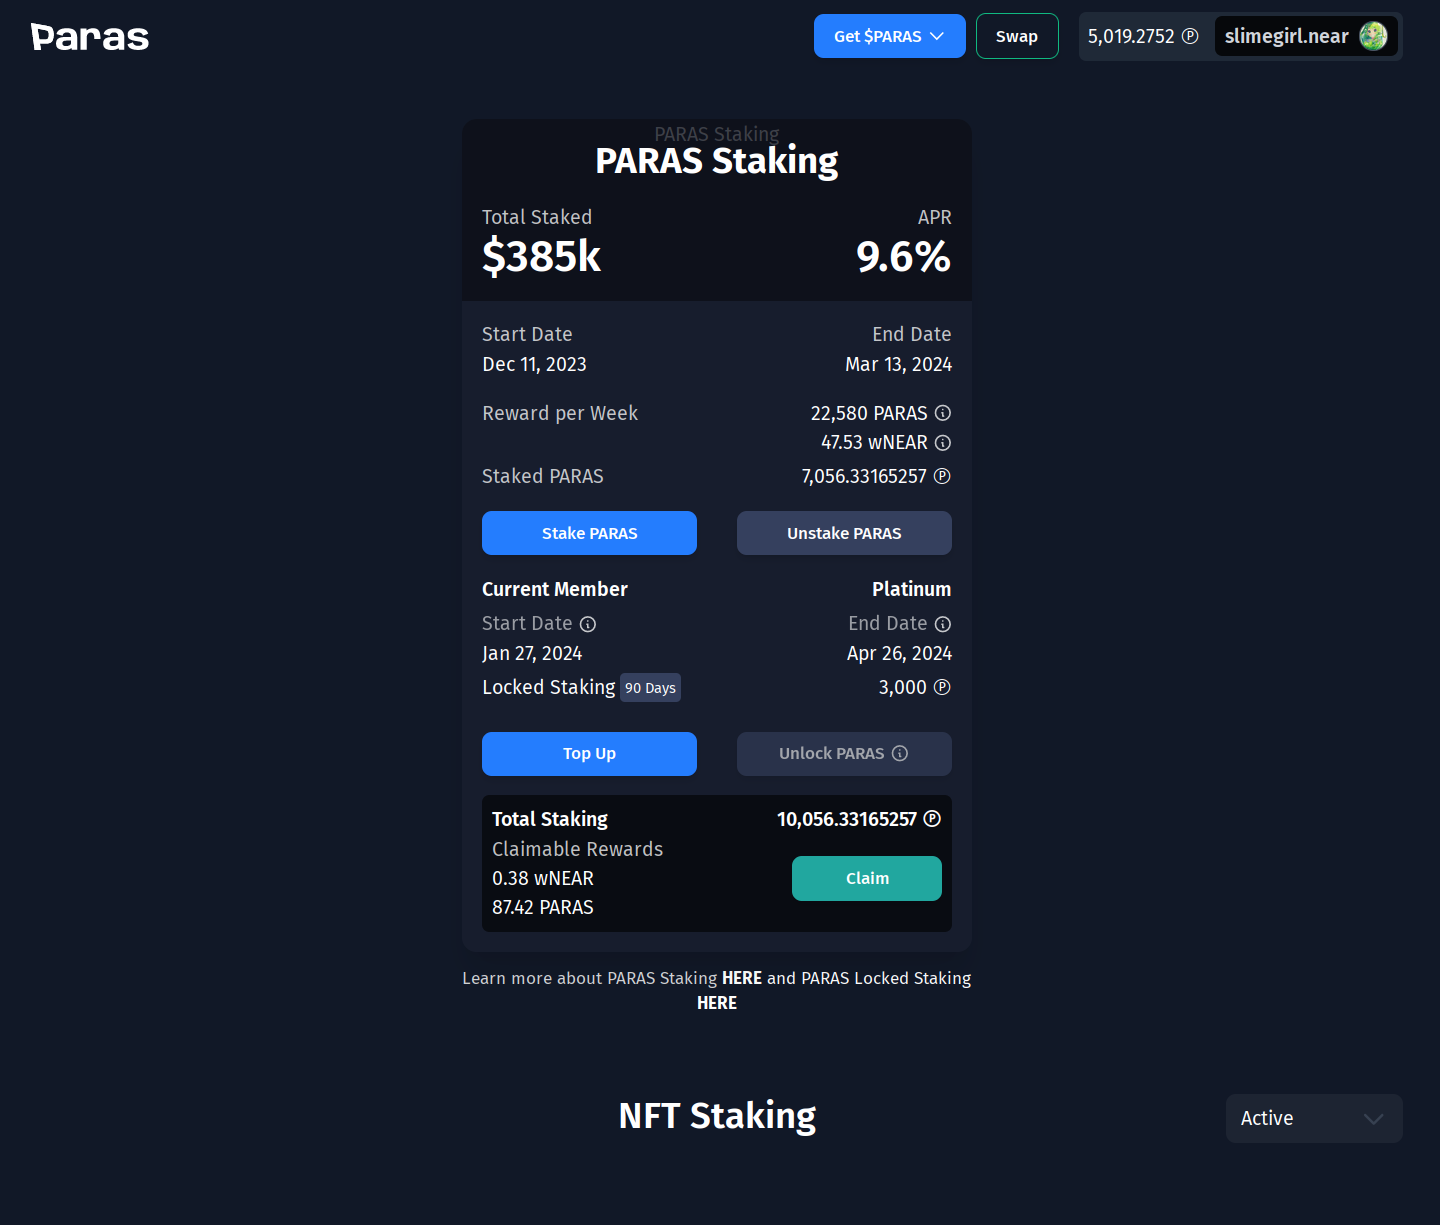 Paras
Get $PARAS
Swap
5,019.2752 Ⓟ
slimegirl.near
PARAS Staking
PARAS Staking
Total Staked APR
$385k 9.6%
Start Date End Date
Dec 11, 2023 Mar 13, 2024
Reward per Week 22,580 PARAS
47.53 wNEAR
Staked PARAS 7,056.33165257 Ⓟ
Stake PARAS Unstake PARAS
Current Member Platinum
Start Date End Date
Jan 27, 2024 Apr 26, 2024
Locked Staking 90 Days 3,000 Ⓟ
Top Up Unlock PARAS
Total Staking 10,056.33165257 Ⓟ
Claimable Rewards
0.38 wNEAR
Claim
87.42 PARAS
Learn more about PARAS Staking HERE and PARAS Locked Staking
HERE
NFT Staking
Active